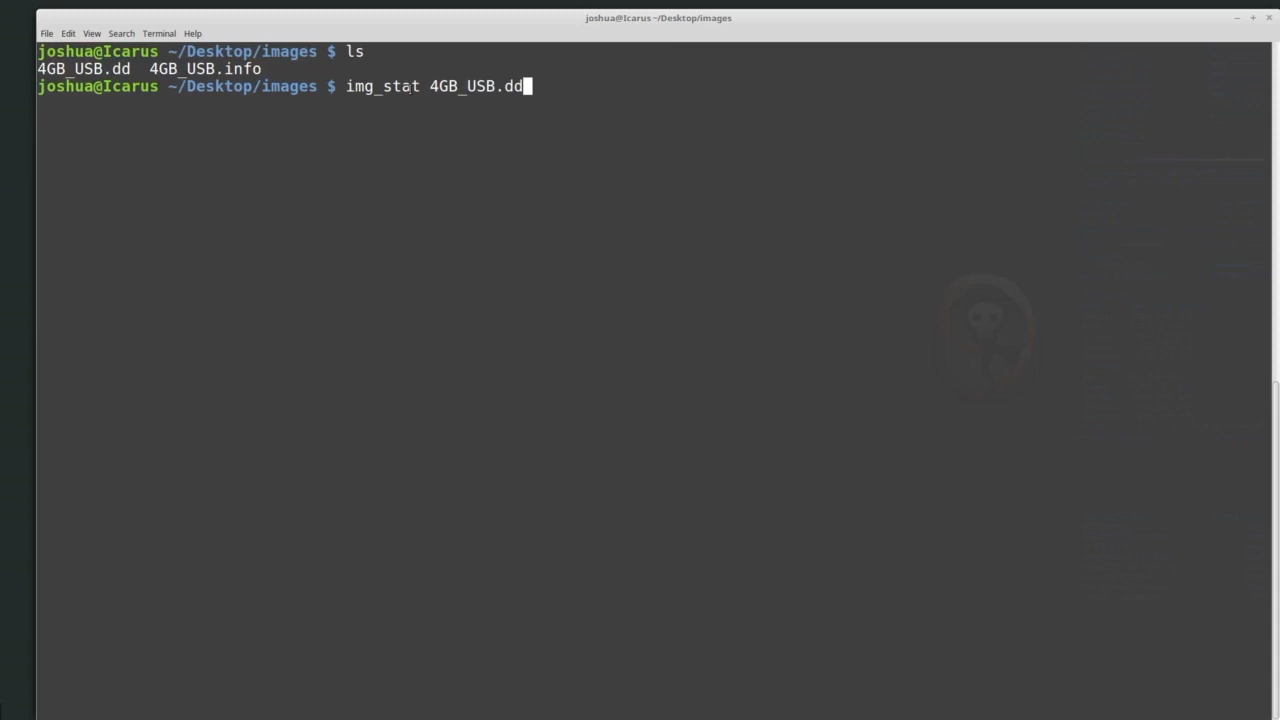 joshua@Icarus ~/Desktop/images
File Edit View Search Terminal Help
joshua@Icarus ~/Desktop/images $ ls
4GB_USB.dd  4GB_USB.info
joshua@Icarus ~/Desktop/images $ img_stat 4GB_USB.dd